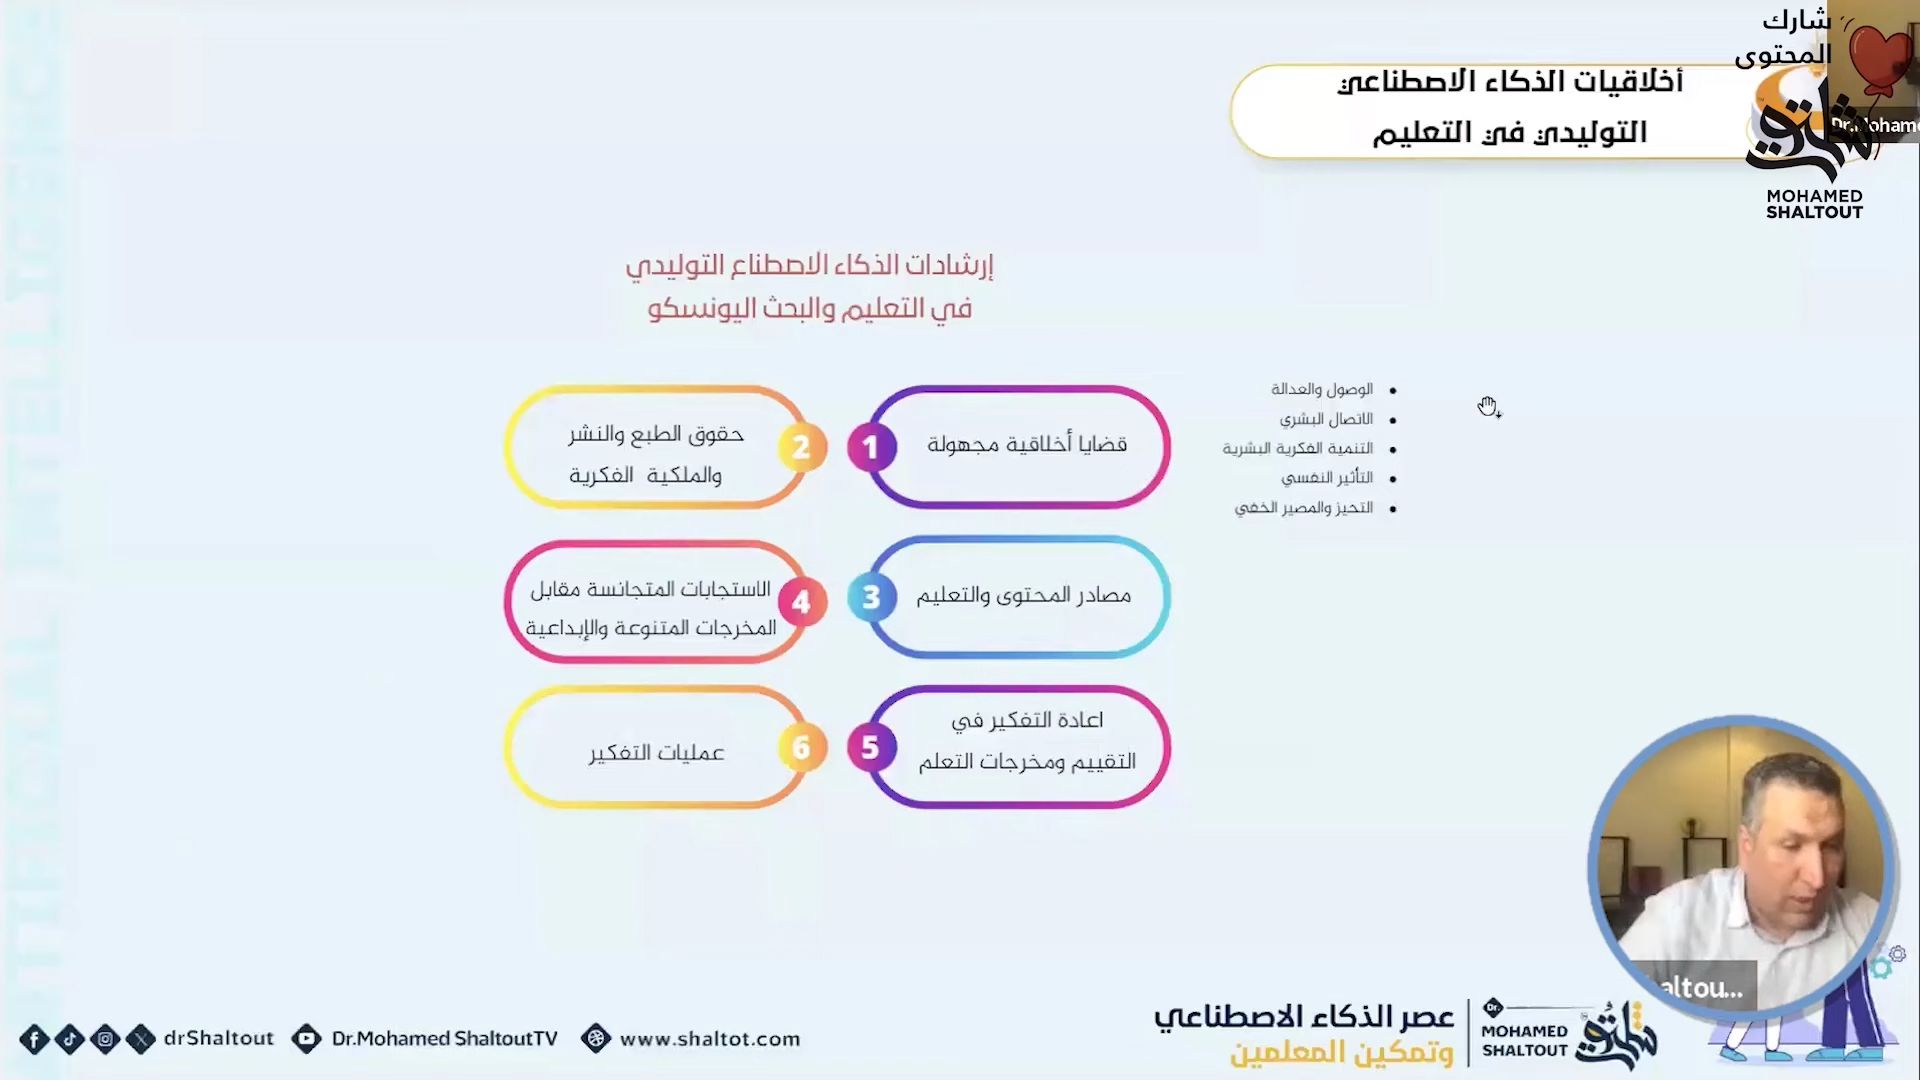 شارك
المحتوى
Dr.Mohame
MOHAMED
SHALTOUT
أخلاقيات الذكاء الاصطناعي
التوليدي في التعليم
إرشادات الذكاء الاصطناع التوليدي
في التعليم والبحث اليونسكو
الوصول والعدالة
الاتصال البشري
التنمية الفكرية البشرية
التأثير النفسي
التحيز والمصير الخفي
1
قضايا أخلاقية مجهولة
2
حقوق الطبع والنشر
والملكية الفكرية
3
مصادر المحتوى والتعليم
4
الاستجابات المتجانسة مقابل
المخرجات المتنوعة والإبداعية
5
اعادة التفكير في
التقييم ومخرجات التعلم
6
عمليات التفكير
altou...
drShaltout
Dr.Mohamed ShaltoutTV
www.shaltot.com
عصر الذكاء الاصطناعي
وتمكين المعلمين
Dr.
MOHAMED
SHALTOUT
شلتوت